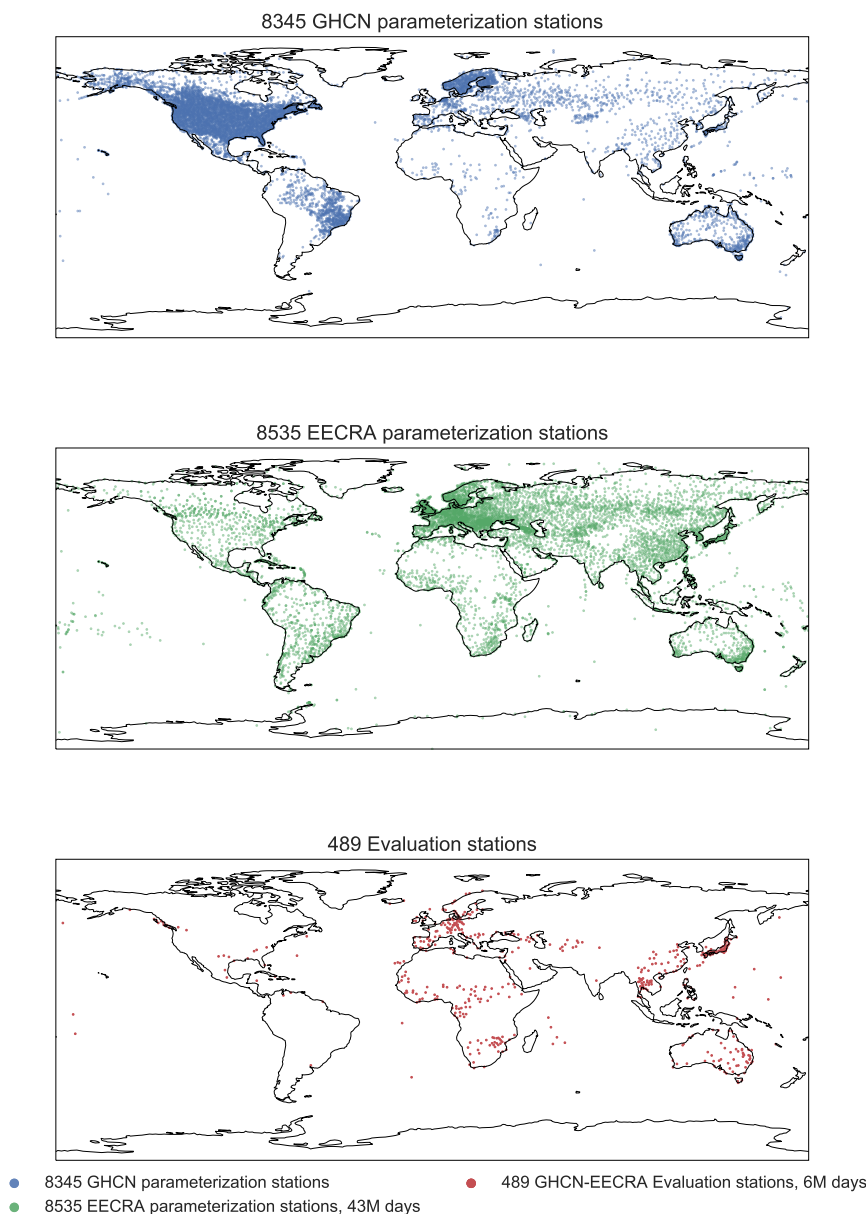 8345 GHCN parameterization stations
8535 EECRA parameterization stations
489 Evaluation stations
8345 GHCN parameterization stations
489 GHCN-EECRA Evaluation stations, 6M days
8535 EECRA parameterization stations, 43M days